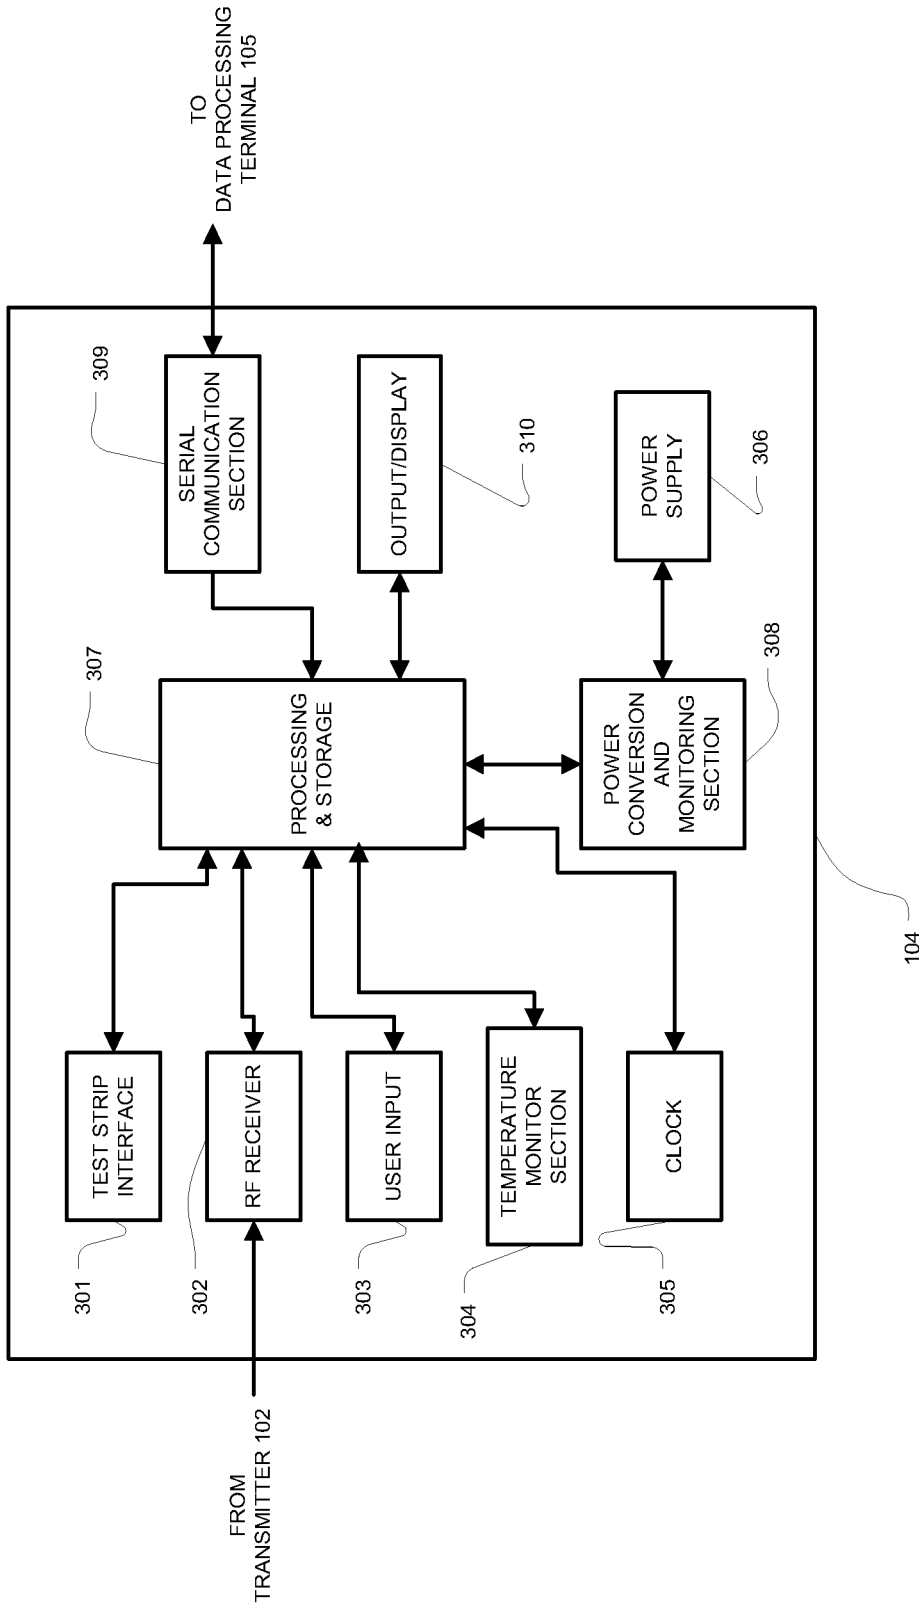 301
TEST STRIP
INTERFACE
307
309
SERIAL
COMMUNICATION
SECTION
TO
DATA PROCESSING
TERMINAL 105
FROM
TRANSMITTER 102
302
RF RECEIVER
PROCESSING
& STORAGE
OUTPUT/DISPLAY
310
303
USER INPUT
304
TEMPERATURE
MONITOR
SECTION
305
CLOCK
POWER
CONVERSION
AND
MONITORING
SECTION
308
POWER
SUPPLY
306
104